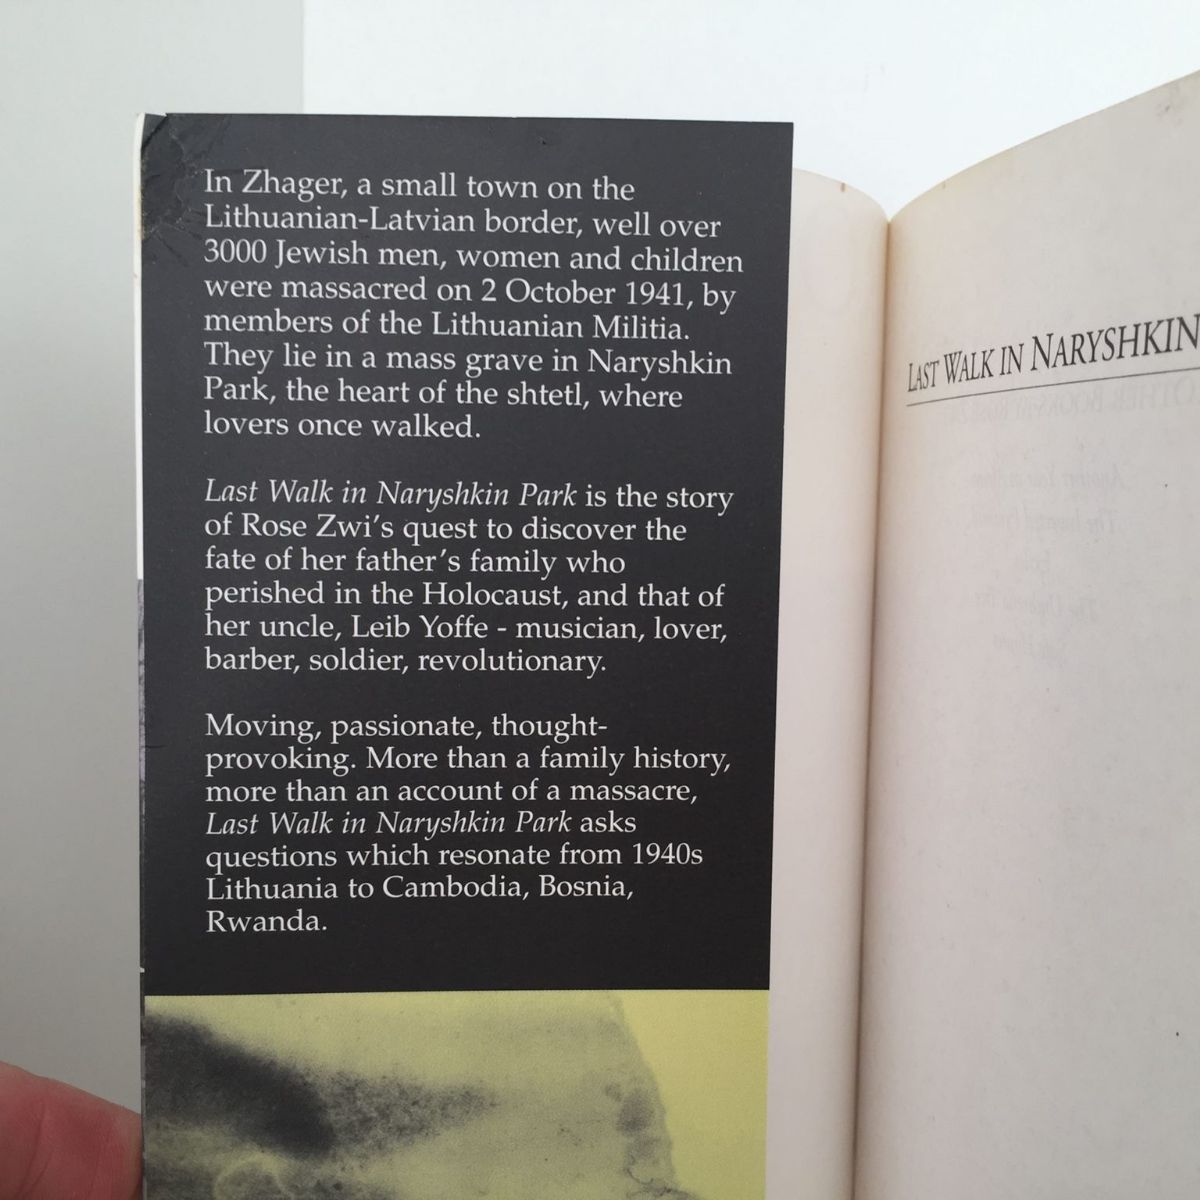 In Zhager, a small town on the
Lithuanian-Latvian border, well over
3000 Jewish men, women and children
were massacred on 2 October 1941, by
members of the Lithuanian Militia.
They lie in a mass grave in Naryshkin
Park, the heart of the shtetl, where
lovers once walked.
Last Walk in Naryshkin Park is the story
of Rose Zwi's quest to discover the
fate of her father's family who
perished in the Holocaust, and that of
her uncle, Leib Yoffe - musician, lover,
barber, soldier, revolutionary.
Moving, passionate, thought-
provoking. More than a family history,
more than an account of a massacre,
Last Walk in Naryshkin Park asks
questions which resonate from 1940s
Lithuania to Cambodia, Bosnia,
Rwanda.
LAST WALK IN NARYSHKIN